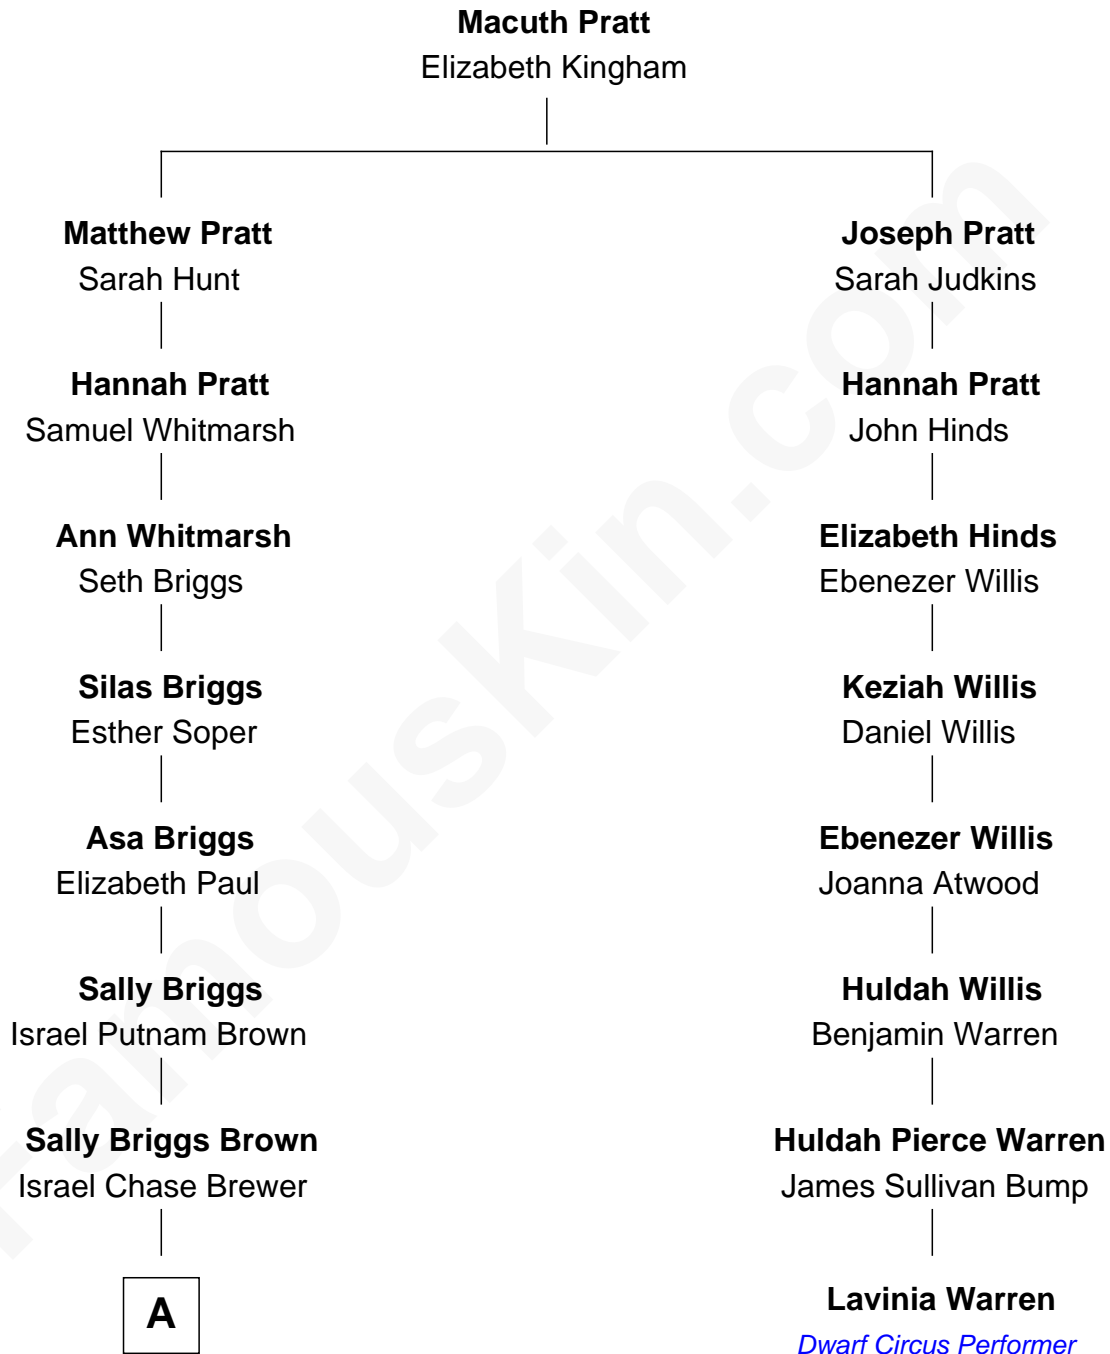 Macuth Pratt
Elizabeth Kingham
Matthew Pratt
Sarah Hunt
Joseph Pratt
Sarah Judkins
Hannah Pratt
Samuel Whitmarsh
Hannah Pratt
John Hinds
Ann Whitmarsh
Seth Briggs
Elizabeth Hinds
Ebenezer Willis
Silas Briggs
Esther Soper
Keziah Willis
Daniel Willis
Asa Briggs
Elizabeth Paul
Ebenezer Willis
Joanna Atwood
Sally Briggs
Israel Putnam Brown
Huldah Willis
Benjamin Warren
Sally Briggs Brown
Israel Chase Brewer
Huldah Pierce Warren
James Sullivan Bump
A
Lavinia Warren
Dwarf Circus Performer
FamousKin.com